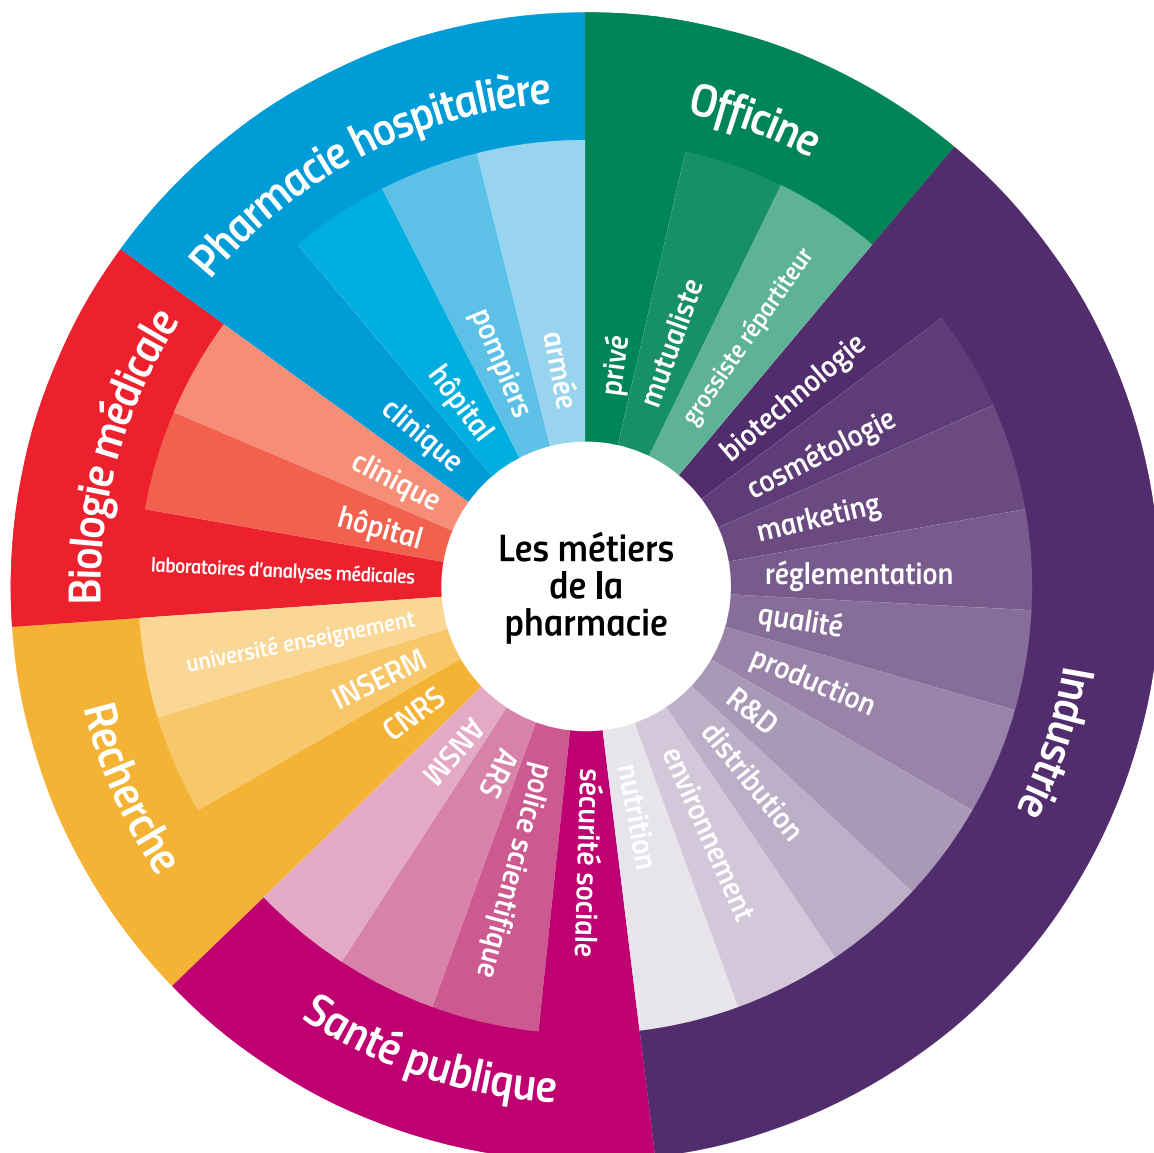 Les métiers
de la
pharmacie
Officine
privé
mutualiste
grossiste répartiteur
Industrie
biotechnologie
cosmétologie
marketing
réglementation
qualité
production
R&D
distribution
environnement
nutrition
Santé publique
sécurité sociale
police scientifique
ARS
ANSM
Recherche
CNRS
INSERM
université enseignement
Biologie médicale
laboratoires d’analyses médicales
hôpital
clinique
Pharmacie hospitalière
clinique
hôpital
pompiers
armée